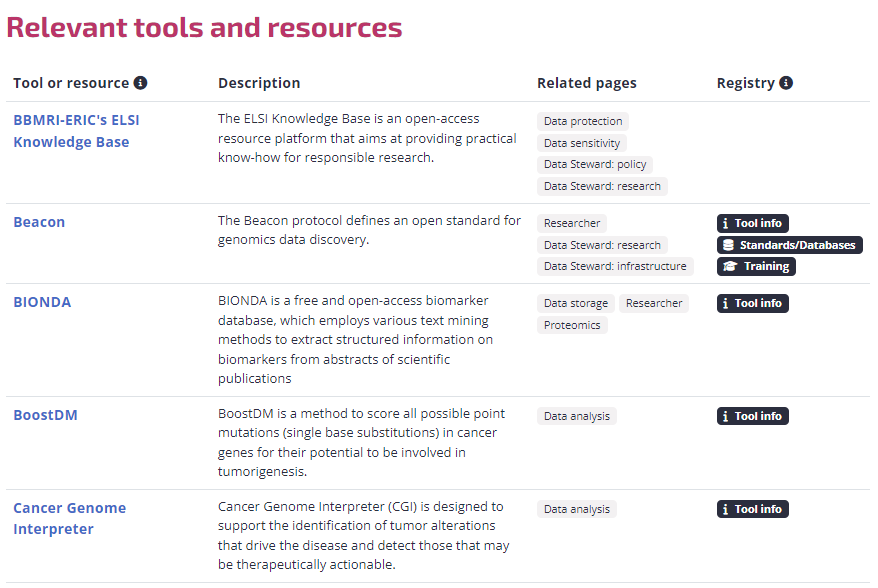 Relevant tools and resources
Tool or resource Description Related pages Registry
BBMRI-ERIC's ELSI
Knowledge Base
The ELSI Knowledge Base is an open-access
resource platform that aims at providing practical
know-how for responsible research.
Data protection
Data sensitivity
Data Steward: policy
Data Steward: research
Beacon
The Beacon protocol defines an open standard for
genomics data discovery.
Researcher
Data Steward: research
Data Steward: infrastructure
Tool info
Standards/Databases
Training
BIONDA
BIONDA is a free and open-access biomarker
database, which employs various text mining
methods to extract structured information on
biomarkers from abstracts of scientific
publications
Data storage Researcher
Proteomics
Tool info
BoostDM
BoostDM is a method to score all possible point
mutations (single base substitutions) in cancer
genes for their potential to be involved in
tumorigenesis.
Data analysis
Tool info
Cancer Genome
Interpreter
Cancer Genome Interpreter (CGI) is designed to
support the identification of tumor alterations
that drive the disease and detect those that may
be therapeutically actionable.
Data analysis
Tool info